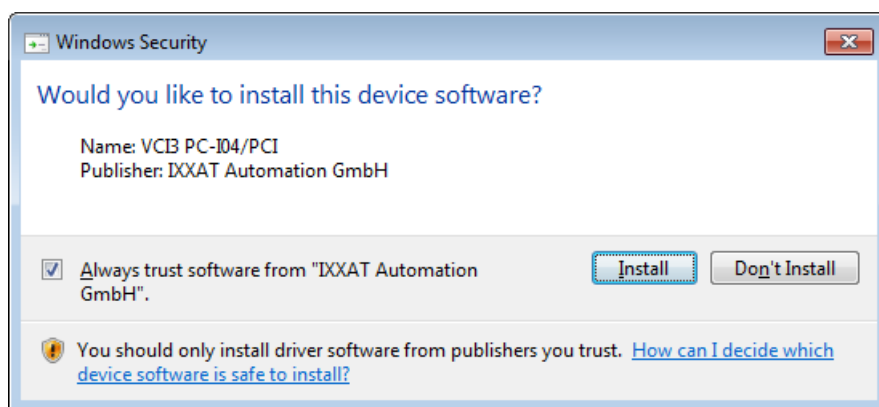 Windows Security
Would you like to install this device software?
Name: VCI3 PC-I04/PCI
Publisher: IXXAT Automation GmbH
Always trust software from "IXXAT Automation
GmbH".
Install
Don't Install
You should only install driver software from publishers you trust. How can I decide which
device software is safe to install?